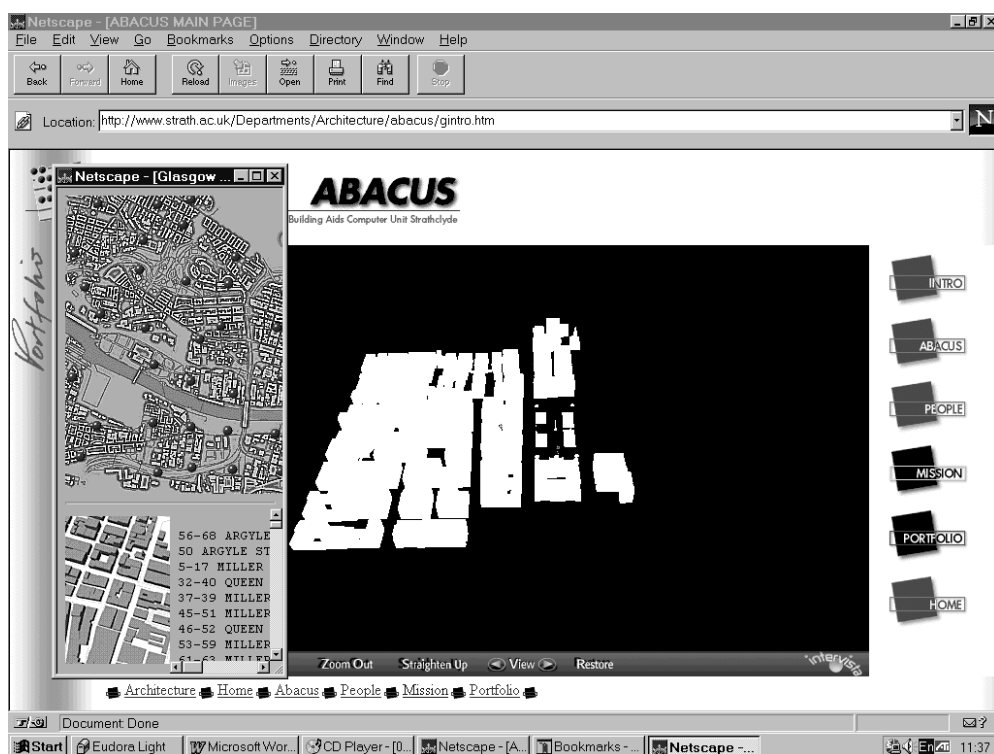 Netscape - [ABACUS MAIN PAGE]
File Edit View Go Bookmarks Options Directory Window Help
Back Forward Home Reload Images Open Print Find Stop
Location: http://www.strath.ac.uk/Departments/Architecture/abacus/gintro.htm
N
Netscape - [Glasgow ...
ABACUS
Building Aids Computer Unit Strathclyde
Portfolio
INTRO
ABACUS
PEOPLE
MISSION
PORTFOLIO
HOME
56-68 ARGYLE
50 ARGYLE ST
5-17 MILLER
32-40 QUEEN
37-39 MILLER
45-51 MILLER
46-52 QUEEN
53-59 MILLER
61-63 MILLER
Zoom Out Straighten Up View Restore
intervista
Architecture Home Abacus People Mission Portfolio
Document: Done
Start Eudora Light Microsoft Wor... CD Player - [0... Netscape - [A... Bookmarks - ... Netscape -... En 11:37